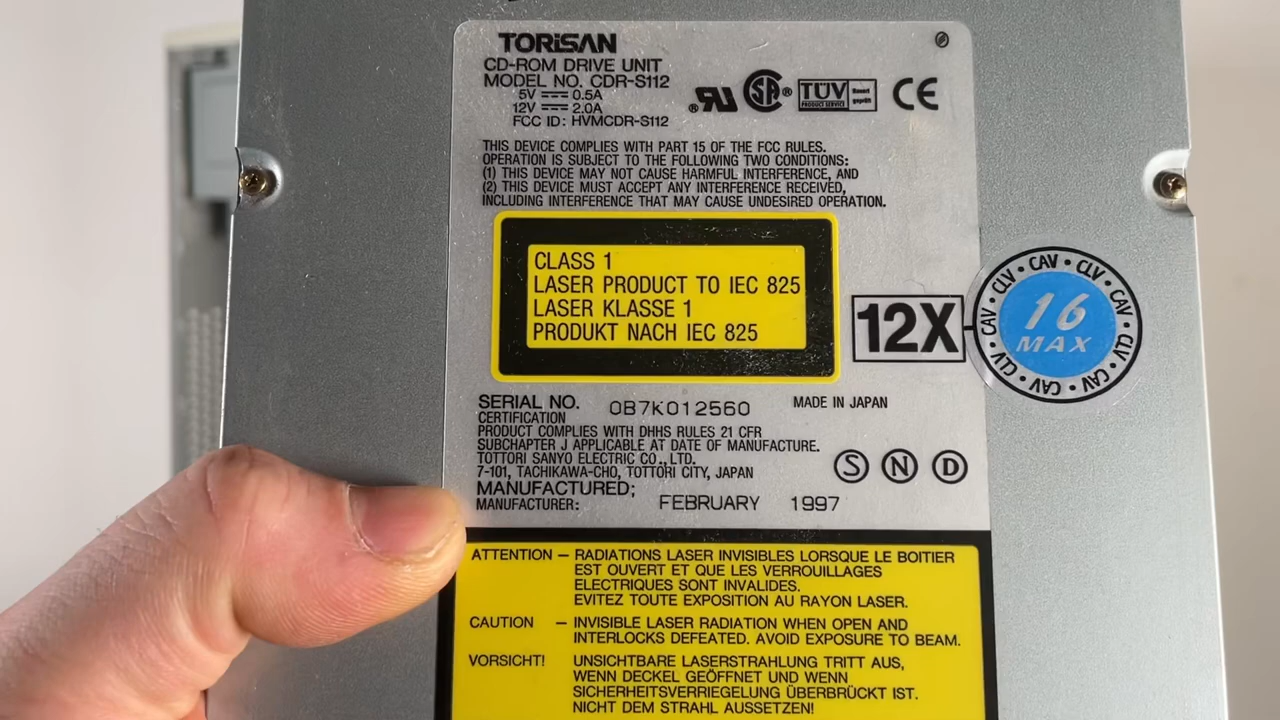 TORiSAN
CD-ROM DRIVE UNIT
MODEL NO. CDR-S112
5V ⎓ 0.5A
12V ⎓ 2.0A
FCC ID: HVMCDR-S112
® RU SA ® TÜV PRODUCT SERVICE CE
THIS DEVICE COMPLIES WITH PART 15 OF THE FCC RULES.
OPERATION IS SUBJECT TO THE FOLLOWING TWO CONDITIONS:
(1) THIS DEVICE MAY NOT CAUSE HARMFUL INTERFERENCE, AND
(2) THIS DEVICE MUST ACCEPT ANY INTERFERENCE RECEIVED,
INCLUDING INTERFERENCE THAT MAY CAUSE UNDESIRED OPERATION.
CLASS 1
LASER PRODUCT TO IEC 825
LASER KLASSE 1
PRODUKT NACH IEC 825
12X
CAV • CLV • CAV • CLV • CAV • CLV • CAV • CLV • CAV • CLV
16
MAX
SERIAL NO. 0B7K012560 MADE IN JAPAN
CERTIFICATION
PRODUCT COMPLIES WITH DHHS RULES 21 CFR
SUBCHAPTER J APPLICABLE AT DATE OF MANUFACTURE.
TOTTORI SANYO ELECTRIC CO., LTD.
7-101, TACHIKAWA-CHO, TOTTORI CITY, JAPAN
S N D
MANUFACTURED;
MANUFACTURER: FEBRUARY 1997
ATTENTION – RADIATIONS LASER INVISIBLES LORSQUE LE BOITIER
EST OUVERT ET QUE LES VERROUILLAGES
ELECTRIQUES SONT INVALIDES.
EVITEZ TOUTE EXPOSITION AU RAYON LASER.
CAUTION – INVISIBLE LASER RADIATION WHEN OPEN AND
INTERLOCKS DEFEATED. AVOID EXPOSURE TO BEAM.
VORSICHT! UNSICHTBARE LASERSTRAHLUNG TRITT AUS,
WENN DECKEL GEÖFFNET UND WENN
SICHERHEITSVERRIEGELUNG ÜBERBRÜCKT IST.
NICHT DEM STRAHL AUSSETZEN!